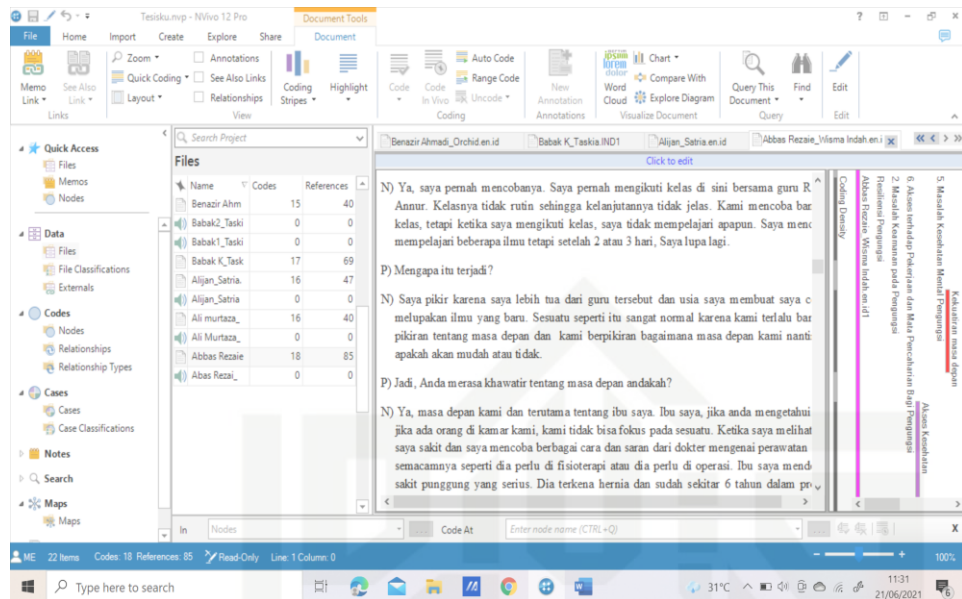 Tesisku.nvp - NVivo 12 Pro
Document Tools
File Home Import Create Explore Share Document
Memo Link
See Also Link
Links
Zoom
Quick Coding
Layout
Annotations
See Also Links
Relationships
View
Coding Stripes
Highlight
Code
Code In Vivo
Auto Code
Range Code
Uncode
Coding
New Annotation
Annotations
Word Cloud
Chart
Compare With
Explore Diagram
Visualize Document
Query This Document
Find
Query
Edit
Edit
Quick Access
Files
Memos
Nodes
Data
Files
File Classifications
Externals
Codes
Nodes
Relationships
Relationship Types
Cases
Cases
Case Classifications
Notes
Search
Maps
Maps
Search Project
Files
Name Codes References
Benazir Ahm 15 40
Babak2_Taski 0 0
Babak1_Taski 0 0
Babak K_Task 17 69
Alijan_Satria. 16 47
Alijan_Satria 0 0
Ali murtaza_ 16 40
Ali Murtaza_ 0 0
Abbas Rezaie 18 85
Abas Rezai_ 0 0
Benazir Ahmadi_Orchid.en.id
Babak K_Taskia.IND1
Alijan_Satria.en.id
Abbas Rezaie_Wisma Indah.en.i
Click to edit
N) Ya, saya pernah mencobanya. Saya pernah mengikuti kelas di sini bersama guru R
Annur. Kelasnya tidak rutin sehingga kelanjutannya tidak jelas. Kami mencoba bar
kelas, tetapi ketika saya mengikuti kelas, saya tidak mempelajari apapun. Saya menc
mempelajari beberapa ilmu tetapi setelah 2 atau 3 hari, Saya lupa lagi.
P) Mengapa itu terjadi?
N) Saya pikir karena saya lebih tua dari guru tersebut dan usia saya membuat saya c
melupakan ilmu yang baru. Sesuatu seperti itu sangat normal karena kami terlalu bar
pikiran tentang masa depan dan kami berpikiran bagaimana masa depan kami nanti
apakah akan mudah atau tidak.
P) Jadi, Anda merasa khawatir tentang masa depan andakah?
N) Ya, masa depan kami dan terutama tentang ibu saya. Ibu saya, jika anda mengetahui
jika ada orang di kamar kami, kami tidak bisa fokus pada sesuatu. Ketika saya melihat
saya sakit dan saya mencoba berbagai cara dan saran dari dokter mengenai perawatan
semacamnya seperti dia perlu di fisioterapi atau dia perlu di operasi. Ibu saya mend
sakit punggung yang serius. Dia terkena hernia dan sudah sekitar 6 tahun dalam pr
Coding Density
Abbas Rezaie_Wisma Indah.en.id1
Resiliensi Pengungsi
2. Masalah Keamanan pada Pengungsi
6. Akses terhadap Pekerjaan dan Mata Pencaharian Bagi Pengungsi
Akses Kesehatan
5. Masalah Kesehatan Mental Pengungsi
Kekuatiran masa depan
In Nodes Code At Enter node name (CTRL+Q) X
ME 22 Items Codes: 18 References: 85 Read-Only Line: 1 Column: 0 100%
Type here to search
31°C
11:31
21/06/2021
6